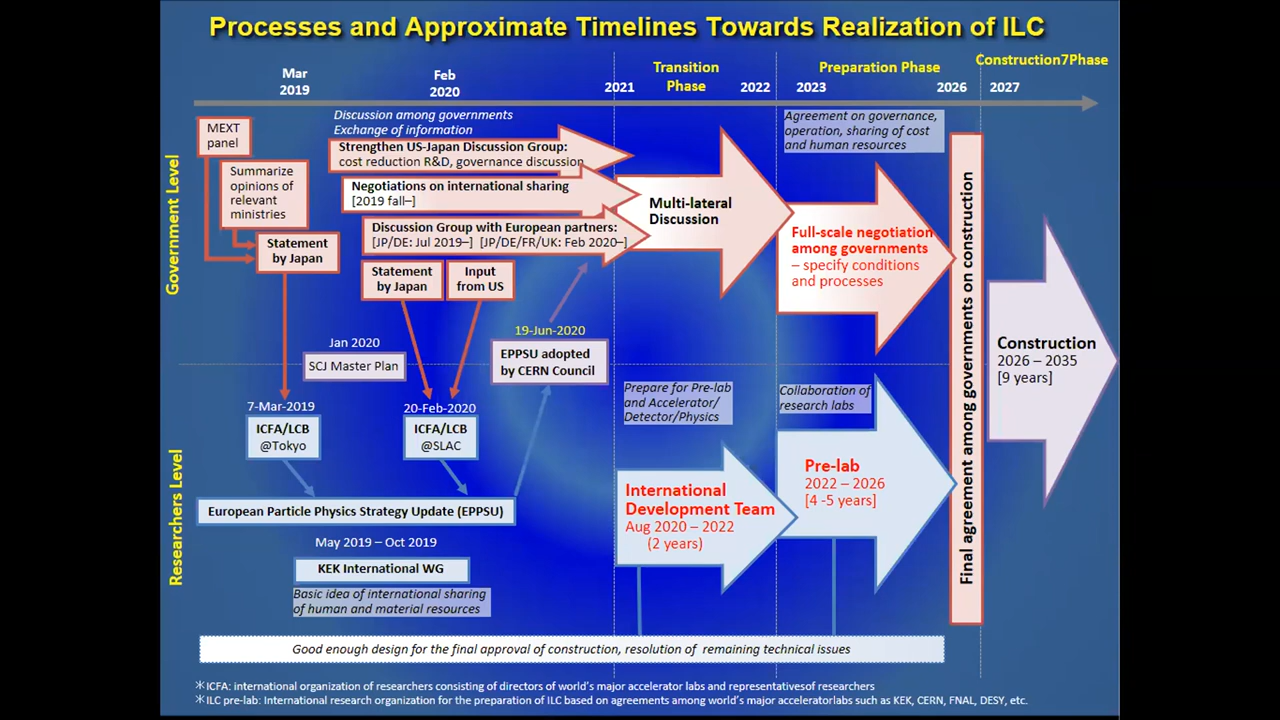 Processes and Approximate Timelines Towards Realization of ILC
Mar
2019
Feb
2020
2021
Transition
Phase
2022
Preparation Phase
2023
2026
Construction7Phase
2027
Government Level
MEXT
panel
Summarize
opinions of
relevant
ministries
Statement
by Japan
Discussion among governments
Exchange of information
Strengthen US-Japan Discussion Group:
cost reduction R&D, governance discussion
Negotiations on international sharing
[2019 fall–]
Discussion Group with European partners:
[JP/DE: Jul 2019–] [JP/DE/FR/UK: Feb 2020–]
Statement
by Japan
Input
from US
Multi-lateral
Discussion
Agreement on governance,
operation, sharing of cost
and human resources
Full-scale negotiation
among governments
– specify conditions
and processes
Final agreement among governments on construction
Construction
2026 – 2035
[9 years]
19-Jun-2020
EPPSU adopted
by CERN Council
Jan 2020
SCJ Master Plan
Researchers Level
7-Mar-2019
ICFA/LCB
@Tokyo
20-Feb-2020
ICFA/LCB
@SLAC
European Particle Physics Strategy Update (EPPSU)
May 2019 – Oct 2019
KEK International WG
Basic idea of international sharing
of human and material resources
Prepare for Pre-lab
and Accelerator/
Detector/Physics
International
Development Team
Aug 2020 – 2022
(2 years)
Collaboration of
research labs
Pre-lab
2022 – 2026
[4 -5 years]
Good enough design for the final approval of construction, resolution of remaining technical issues
※ICFA: international organization of researchers consisting of directors of world's major accelerator labs and representativesof researchers
※ILC pre-lab: International research organization for the preparation of ILC based on agreements among world's major acceleratorlabs such as KEK, CERN, FNAL, DESY, etc.